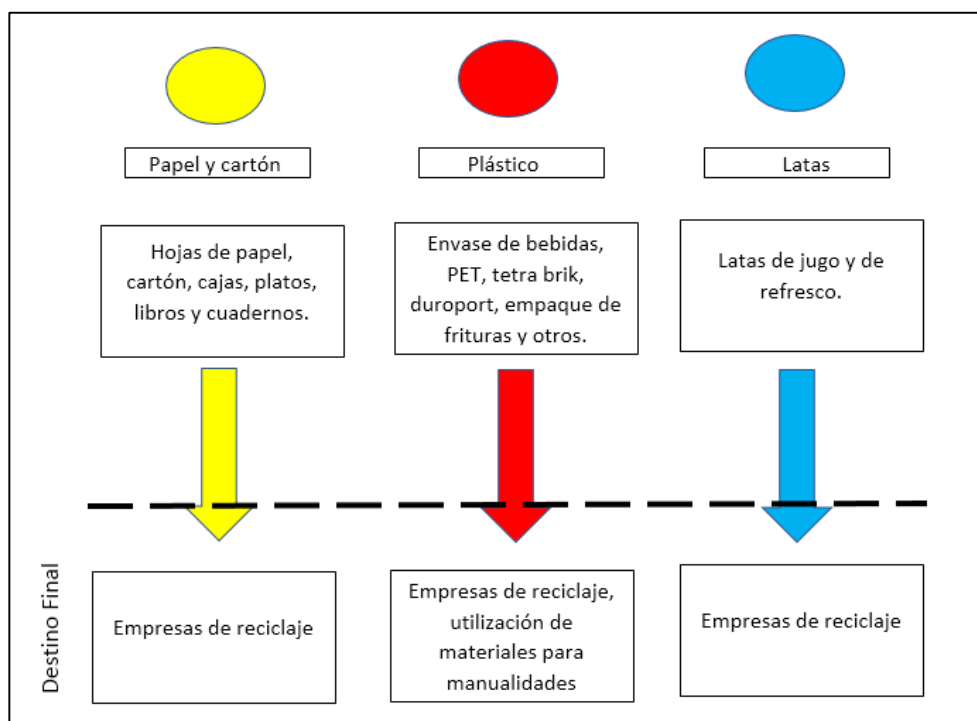 Papel y cartón
Plástico
Latas
Hojas de papel,
cartón, cajas, platos,
libros y cuadernos.
Envase de bebidas,
PET, tetra brik,
duroport, empaque de
frituras y otros.
Latas de jugo y de
refresco.
Destino Final
Empresas de reciclaje
Empresas de reciclaje,
utilización de
materiales para
manualidades
Empresas de reciclaje